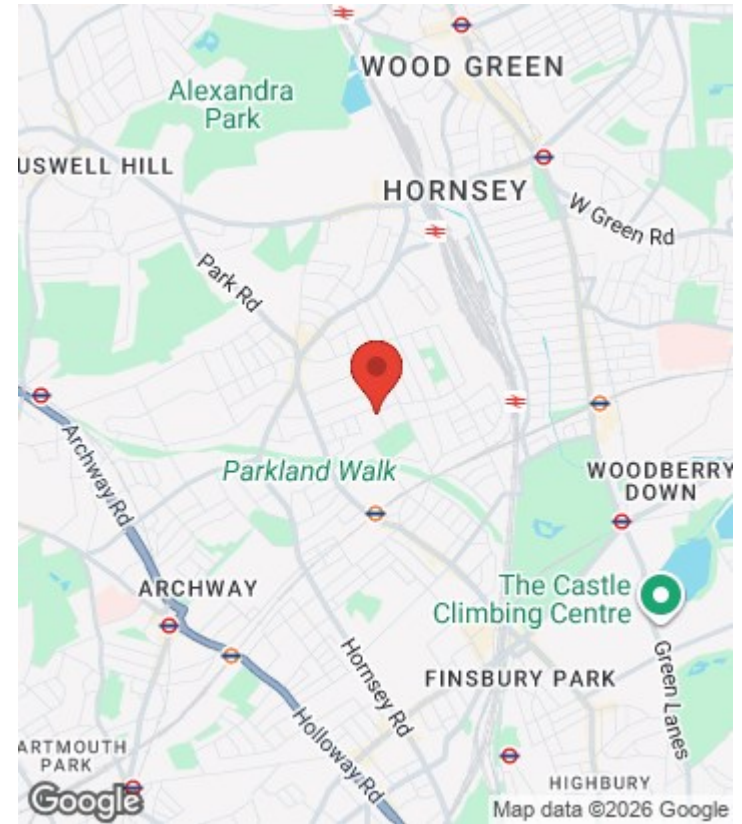 WOOD GREEN
Alexandra
Park
USWELL HILL
HORNSEY
W Green Rd
Park Rd
Archway Rd
Parkland Walk
WOODBERRY
DOWN
ARCHWAY
The Castle
Climbing Centre
Hornsey Rd
FINSBURY PARK
Green Lanes
Holloway Rd
ARTMOUTH
PARK
HIGHBURY
Google
Map data ©2026 Google